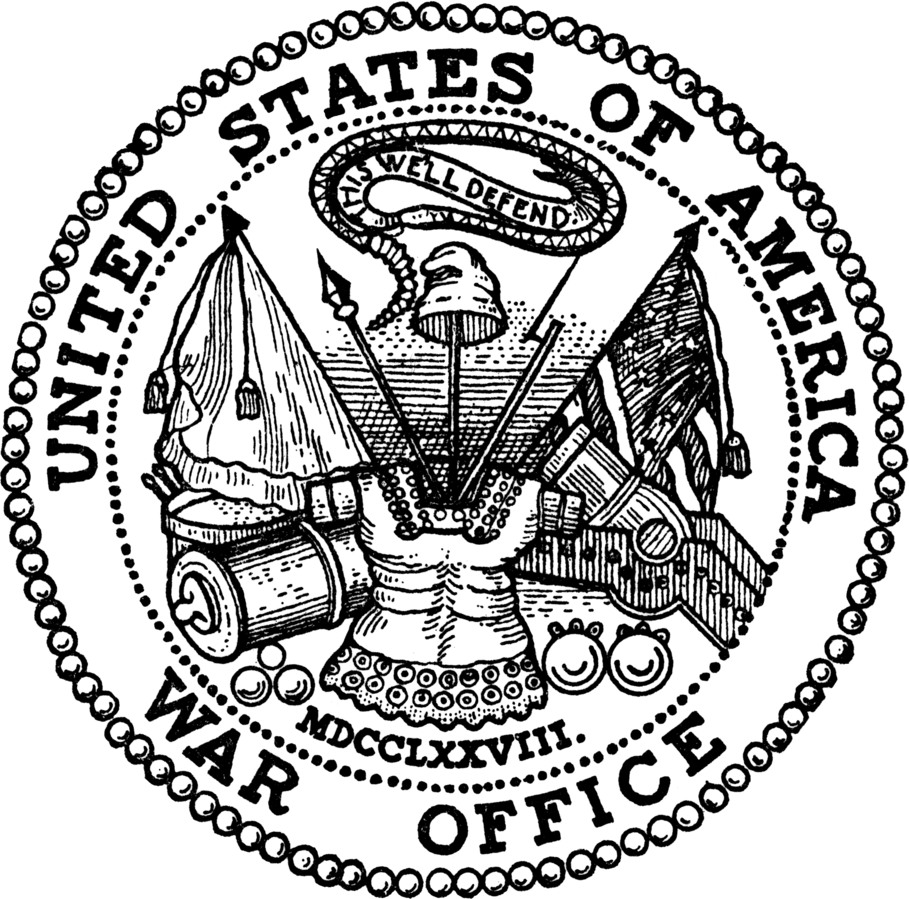 UNITED STATES OF AMERICA
THIS WE'LL DEFEND
MDCCLXXVIII.
WAR OFFICE